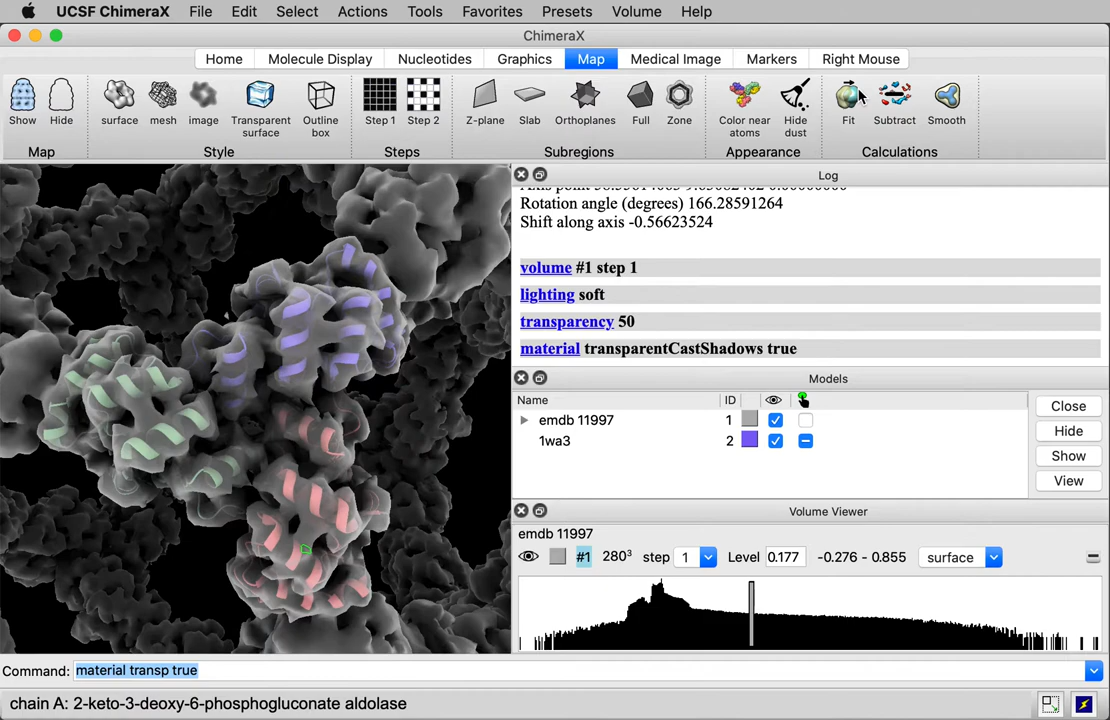 UCSF ChimeraX File Edit Select Actions Tools Favorites Presets Volume Help
ChimeraX
Home Molecule Display Nucleotides Graphics Map Medical Image Markers Right Mouse
Show Hide surface mesh image Transparent surface Outline box Step 1 Step 2 Z-plane Slab Orthoplanes Full Zone Color near atoms Hide dust Fit Subtract Smooth
Map Style Steps Subregions Appearance Calculations
Log
Rotation angle (degrees) 166.28591264
Shift along axis -0.56623524
volume #1 step 1
lighting soft
transparency 50
material transparentCastShadows true
Models
Name ID
emdb 11997 1
1wa3 2
Close
Hide
Show
View
Volume Viewer
emdb 11997
#1 280³ step 1 Level 0.177 -0.276 - 0.855 surface
Command: material transp true
chain A: 2-keto-3-deoxy-6-phosphogluconate aldolase